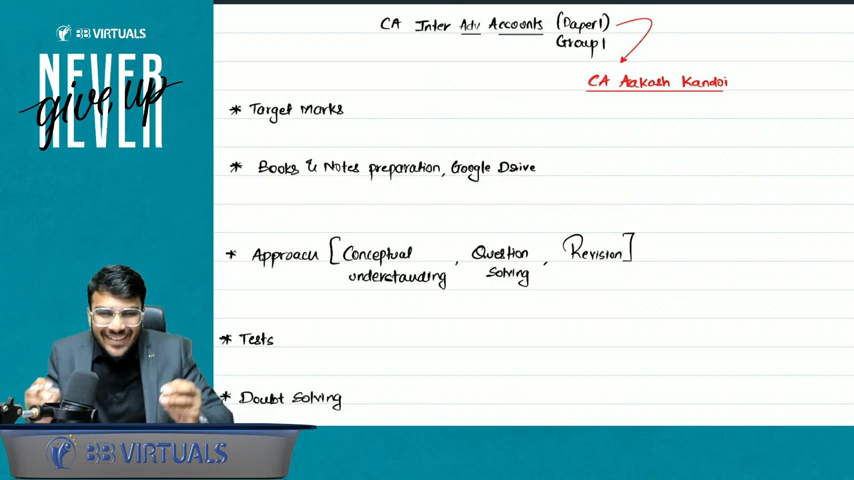 BB VIRTUALS
NEVER
give up
NEVER
CA Inter Adv Accounts (Paper 1)
Group 1
CA Aakash Kandoi
* Target Marks
* Books & Notes preparation, Google Drive
* Approach [Conceptual understanding, Question Solving, Revision]
* Tests
* Doubt Solving
BB VIRTUALS